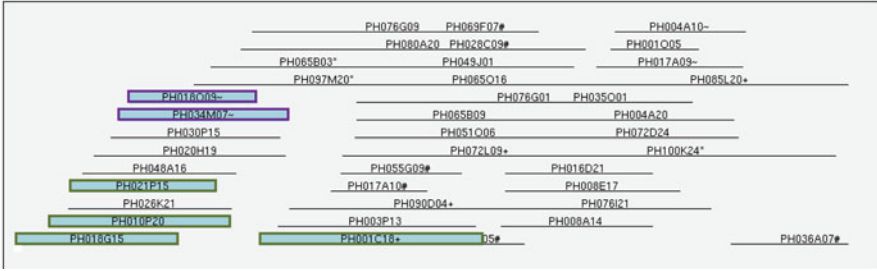 PH076G09 PH069F07# PH004A10~
PH080A20 PH028C09# PH001O05
PH065B03* PH049J01 PH017A09~
PH097M20* PH065O16 PH085L20+
PH018O09~ PH076G01 PH035O01
PH034M07~ PH065B09 PH004A20
PH030P15 PH051O06 PH072D24
PH020H19 PH072L09+ PH100K24*
PH048A16 PH055G09# PH016D21
PH021P15 PH017A10# PH008E17
PH026K21 PH090D04+ PH076I21
PH010P20 PH003P13 PH008A14
PH018G15 PH001C18+ 05# PH036A07#